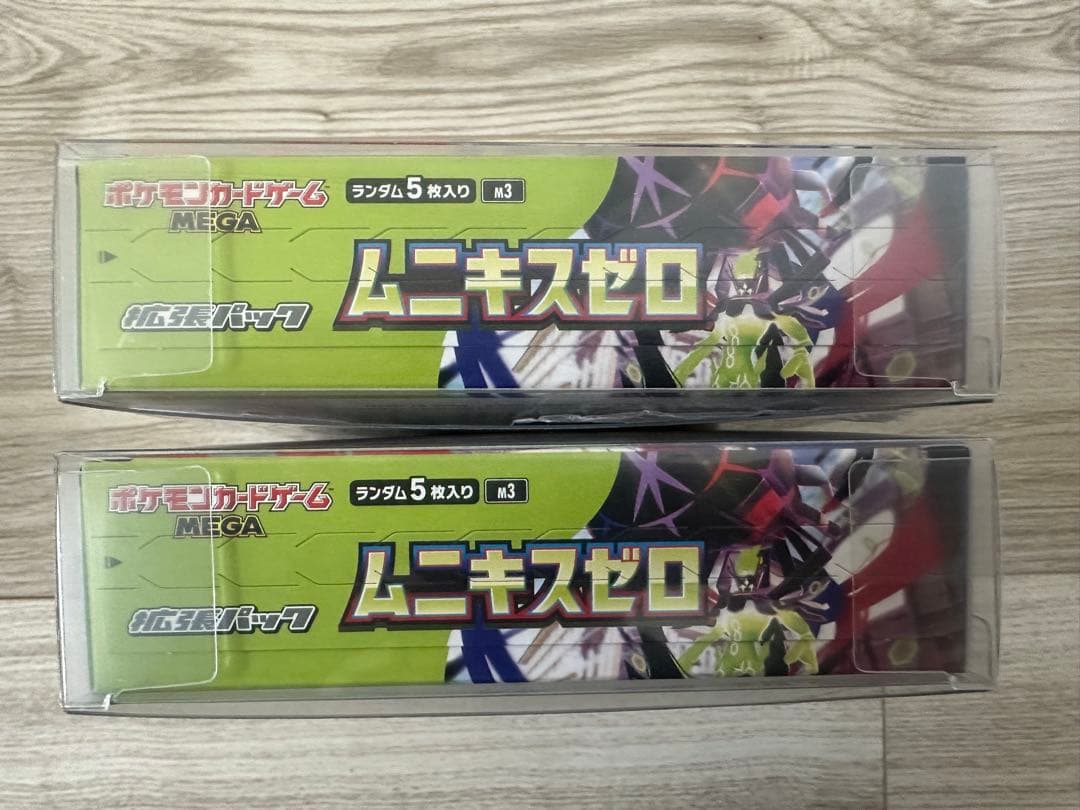 ポケモンカードゲーム
MEGA
ランダム5枚入り M3
ムニキスゼロ
拡張パック
ポケモンカードゲーム
MEGA
ランダム5枚入り M3
ムニキスゼロ
拡張パック